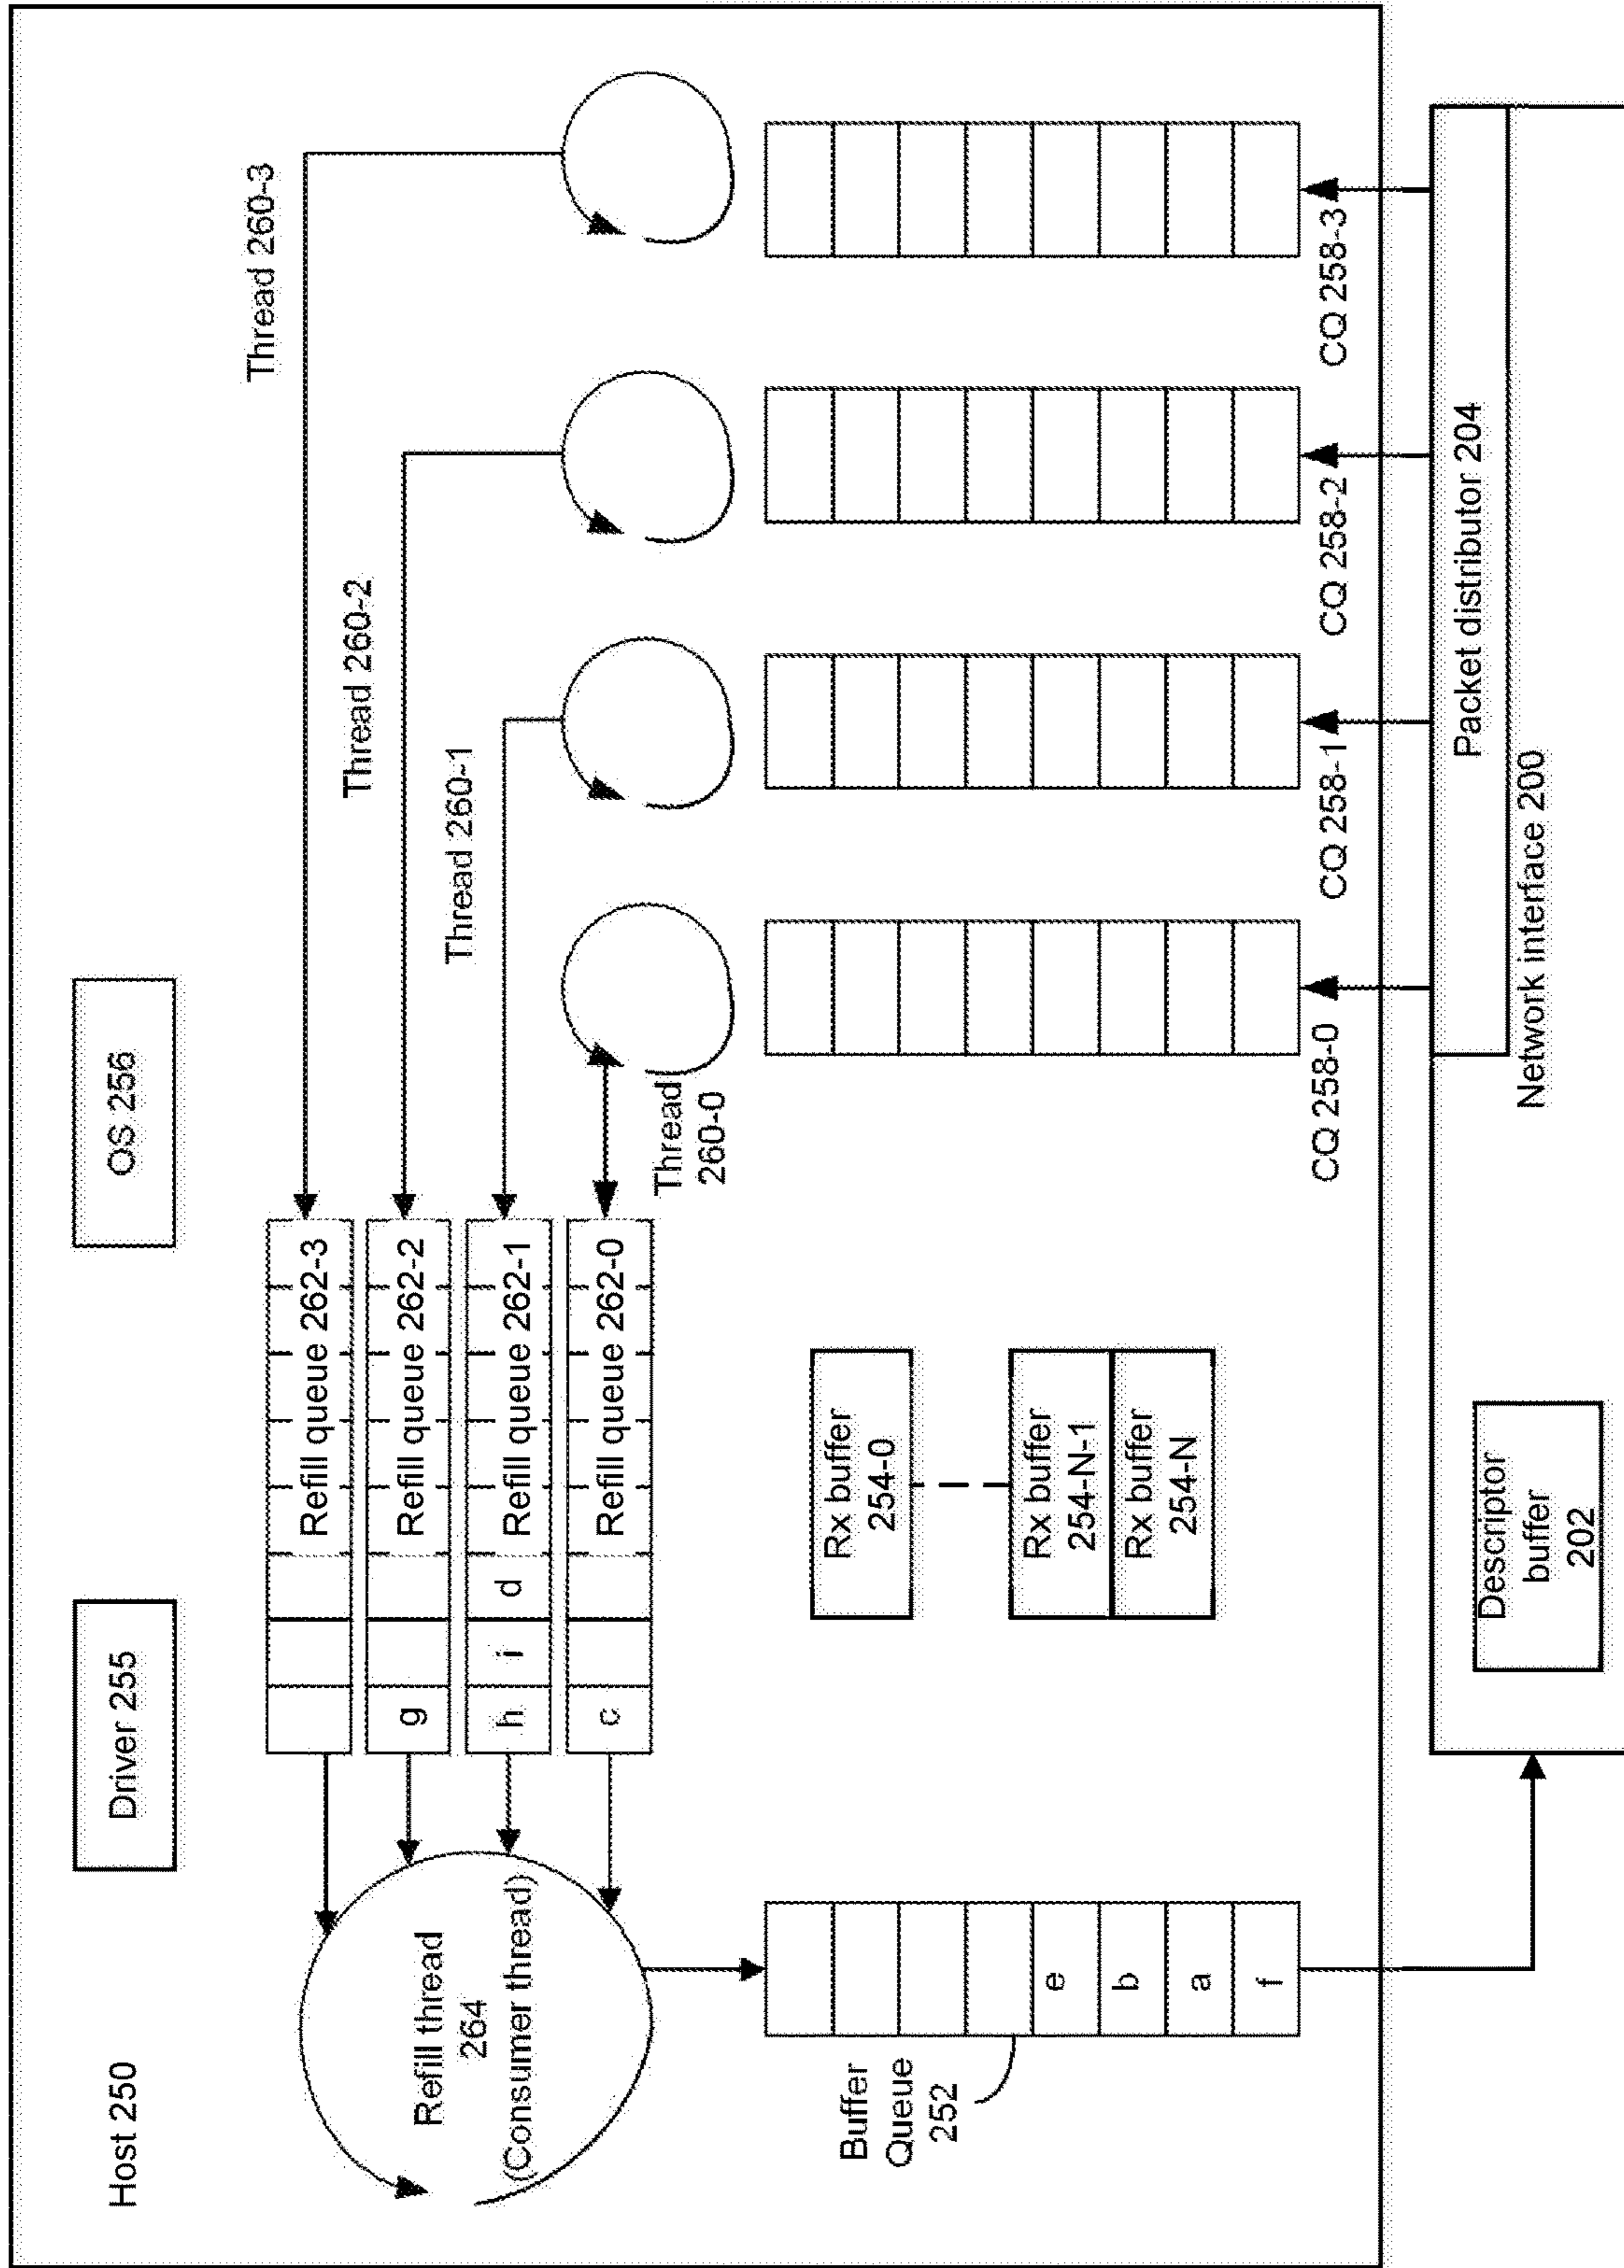 Host 250
Driver 255
OS 256
Thread 260-3
Refill queue 262-3
Thread 260-2
g
Refill queue 262-2
Thread 260-1
h
i
d
Refill queue 262-1
c
Refill queue 262-0
Thread
260-0
Refill thread
264
(Consumer thread)
Buffer
Queue
252
e
b
a
f
Rx buffer
254-0
Rx buffer
254-N-1
Rx buffer
254-N
CQ 258-0
CQ 258-1
CQ 258-2
CQ 258-3
Packet distributor 204
Network interface 200
Descriptor
buffer
202